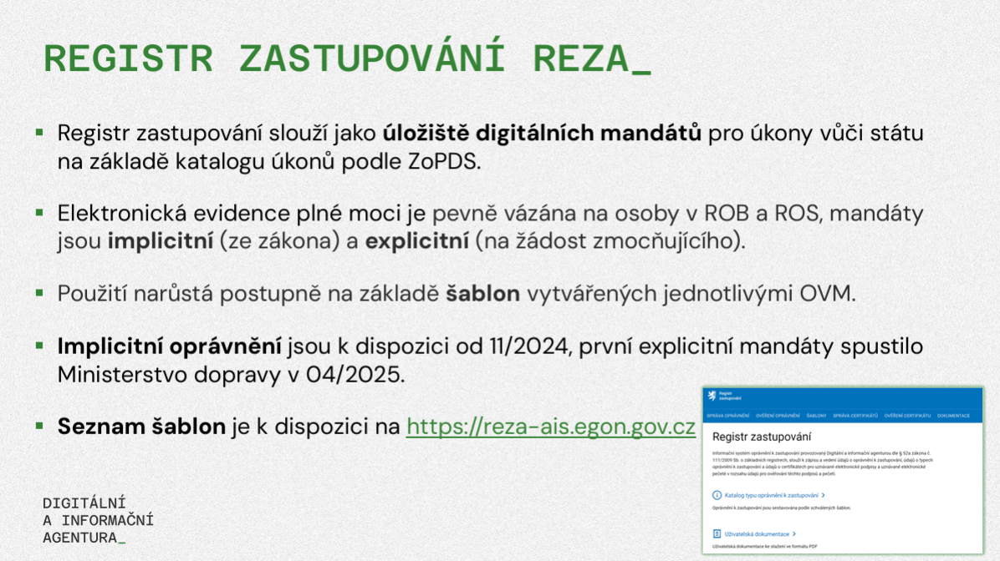 REGISTR ZASTUPOVÁNÍ REZA_
▪ Registr zastupování slouží jako úložiště digitálních mandátů pro úkony vůči státu
na základě katalogu úkonů podle ZoPDS.
▪ Elektronická evidence plné moci je pevně vázána na osoby v ROB a ROS, mandáty
jsou implicitní (ze zákona) a explicitní (na žádost zmocňujícího).
▪ Použití narůstá postupně na základě šablon vytvářených jednotlivými OVM.
▪ Implicitní oprávnění jsou k dispozici od 11/2024, první explicitní mandáty spustilo
Ministerstvo dopravy v 04/2025.
▪ Seznam šablon je k dispozici na https://reza-ais.egon.gov.cz
Registr
zastupování
SPRÁVA OPRÁVNĚNÍ OVĚŘENÍ OPRÁVNĚNÍ ŠABLONY SPRÁVA CERTIFIKÁTŮ OVĚŘENÍ CERTIFIKÁTU DOKUMENTACE
Registr zastupování
Informační systém oprávnění k zastupování provozovaný Digitální a informační agenturou dle § 52a zákona č.
111/2009 Sb. o základních registrech, slouží k zápisu a vedení údajů o oprávnění k zastupování, údajů o typech
oprávnění k zastupování a údajů o certifikátech pro uznávané elektronické podpisy a uznávané elektronické
pečetě v rozsahu údajů pro ověřování těchto podpisů a pečetí.
Katalog typu oprávnění k zastupování >
Oprávnění k zastupování jsou sestavována podle schválených šablon.
Uživatelská dokumentace >
Uživatelská dokumentace ke stažení ve formátu PDF
DIGITÁLNÍ
A INFORMAČNÍ
AGENTURA_